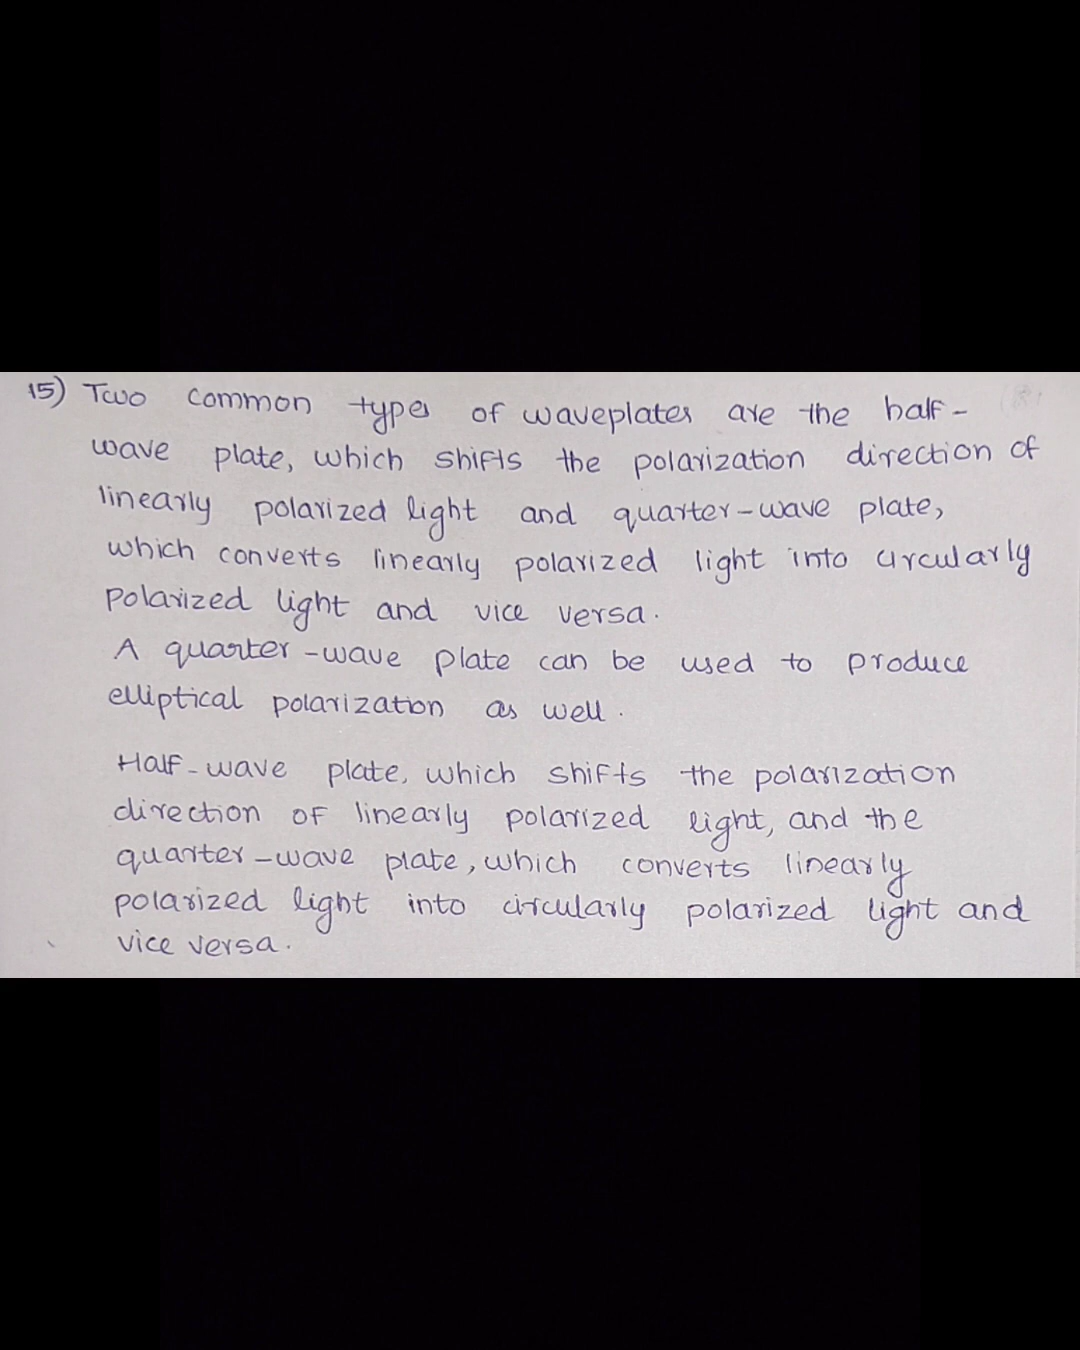 15) Two common types of waveplates are the half-
wave plate, which shifts the polarization direction of
linearly polarized light and quarter-wave plate,
which converts linearly polarized light into circularly
polarized light and vice versa.
A quarter-wave plate can be used to produce
elliptical polarization as well.
Half-wave plate, which shifts the polarization
direction of linearly polarized light, and the
quarter-wave plate, which converts linearly
polarized light into circularly polarized light and
vice versa.